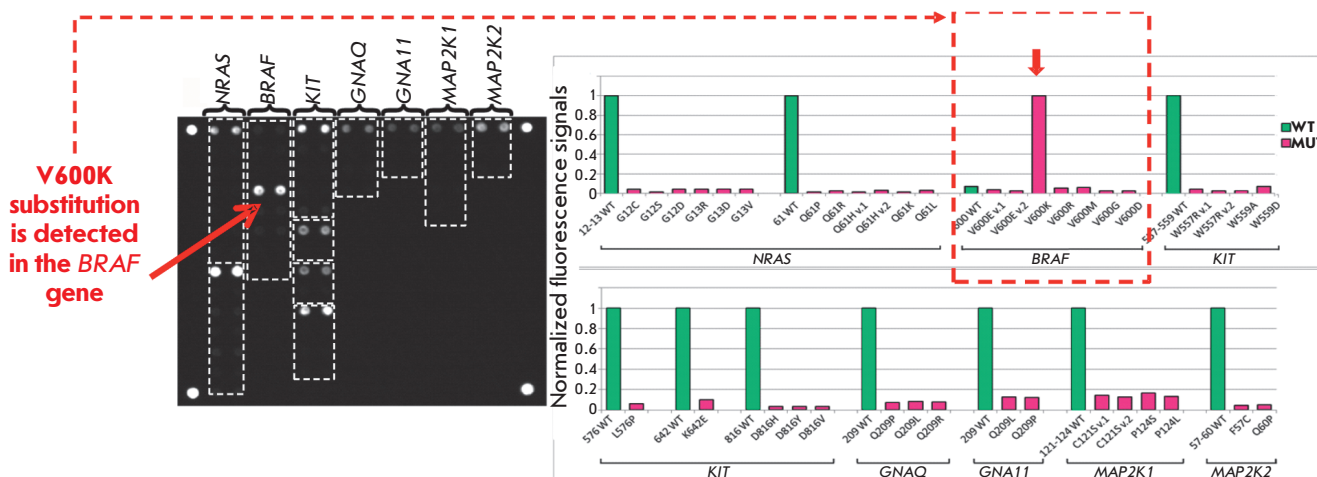 NRAS
BRAF
KIT
GNAQ
GNA11
MAP2K1
MAP2K2
V600K
substitution
is detected
in the BRAF
gene
Normalized fluorescence signals
1
0.8
0.6
0.4
0.2
0
12-13 WT
G12C
G12S
G12D
G13R
G13D
G13V
61 WT
Q61P
Q61R
Q61H v.1
Q61H v.2
Q61K
Q61L
600 WT
V600E v.1
V600E v.2
V600K
V600R
V600M
V600G
V600D
557-559 WT
W557R v.1
W557R v.2
W559A
W559D
NRAS
BRAF
KIT
WT
MU
1
0.8
0.6
0.4
0.2
0
576 WT
L576P
642 WT
K642E
816 WT
D816H
D816Y
D816V
209 WT
Q209P
Q209L
Q209R
209 WT
Q209L
Q209P
121-124 WT
C121S v.1
C121S v.2
P124S
P124L
57-60 WT
F57C
Q60P
KIT
GNAQ
GNA11
MAP2K1
MAP2K2